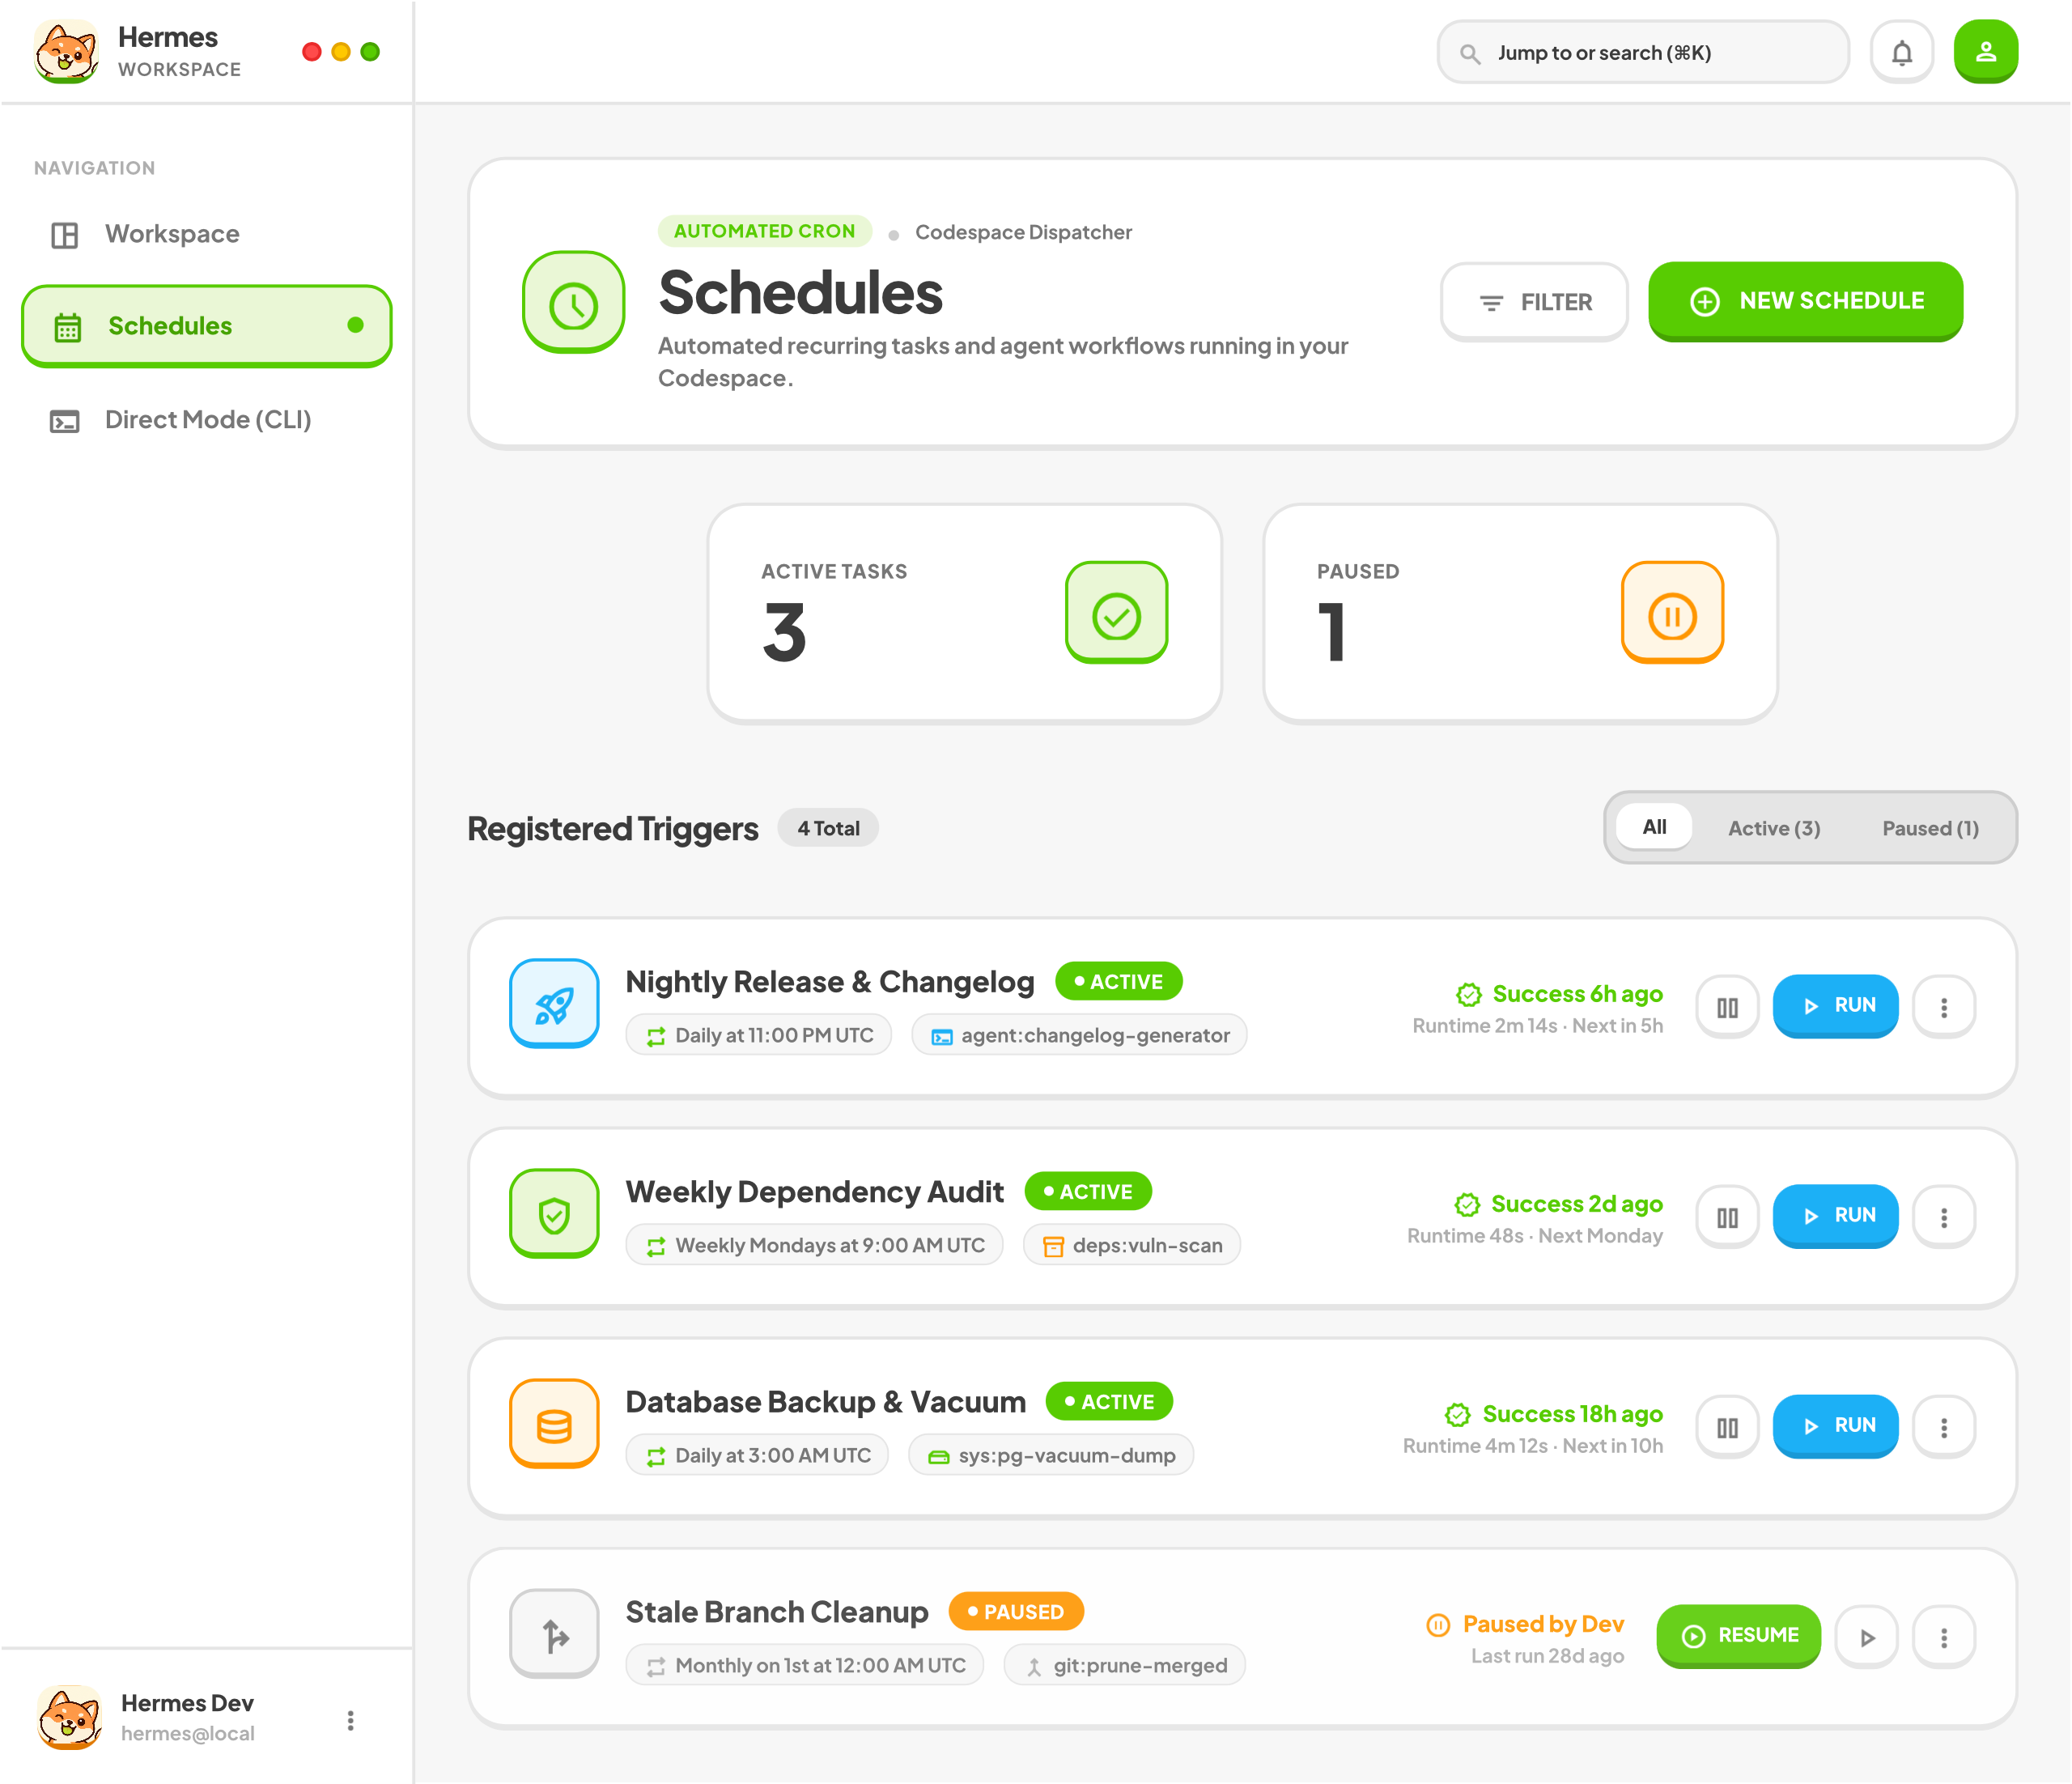 Hermes
WORKSPACE
Jump to or search (⌘K)
NAVIGATION
Workspace
Schedules
Direct Mode (CLI)
AUTOMATED CRON
Codespace Dispatcher
Schedules
Automated recurring tasks and agent workflows running in your
Codespace.
FILTER
NEW SCHEDULE
ACTIVE TASKS
3
PAUSED
1
Registered Triggers
4 Total
All
Active (3)
Paused (1)
Nightly Release & Changelog
ACTIVE
Daily at 11:00 PM UTC
agent:changelog-generator
Success 6h ago
Runtime 2m 14s · Next in 5h
RUN
Weekly Dependency Audit
ACTIVE
Weekly Mondays at 9:00 AM UTC
deps:vuln-scan
Success 2d ago
Runtime 48s · Next Monday
RUN
Database Backup & Vacuum
ACTIVE
Daily at 3:00 AM UTC
sys:pg-vacuum-dump
Success 18h ago
Runtime 4m 12s · Next in 10h
RUN
Stale Branch Cleanup
PAUSED
Monthly on 1st at 12:00 AM UTC
git:prune-merged
Paused by Dev
Last run 28d ago
RESUME
Hermes Dev
hermes@local